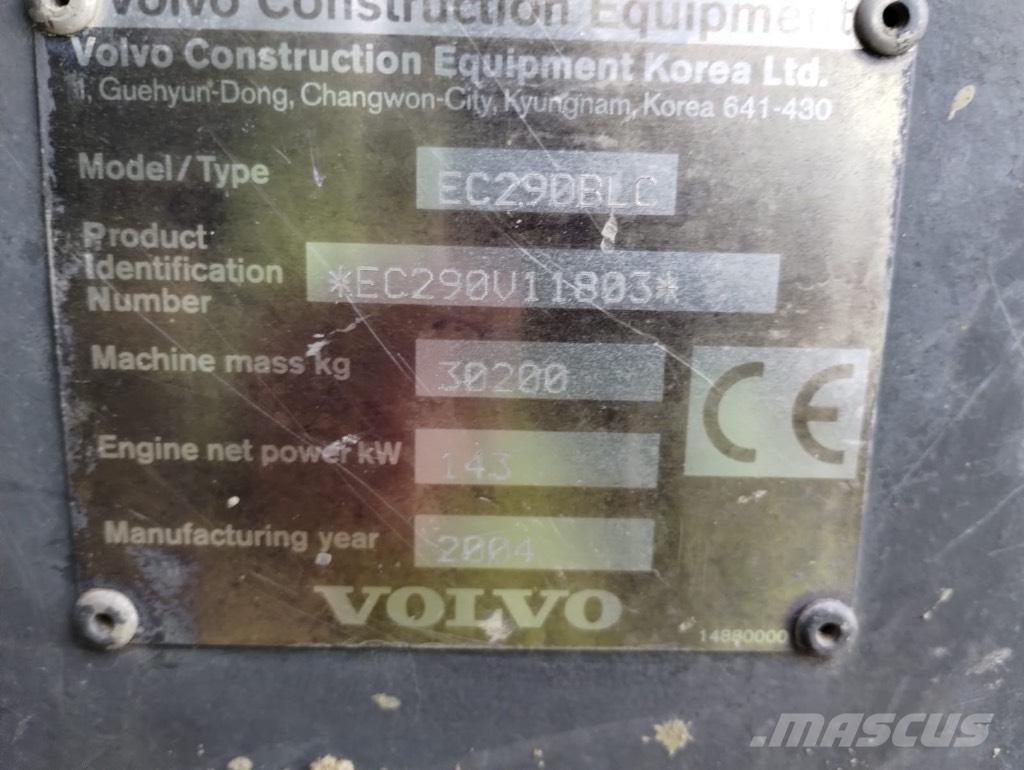 Volvo Construction Equipment
Volvo Construction Equipment Korea Ltd.
1, Guehyun-Dong, Changwon-City, Kyungnam, Korea 641-430
Model/Type EC290BLC
Product
Identification *EC290V11803*
Number
Machine mass kg 30200
CE
Engine net power kW 143
Manufacturing year 2004
VOLVO
14880000
MASCUS